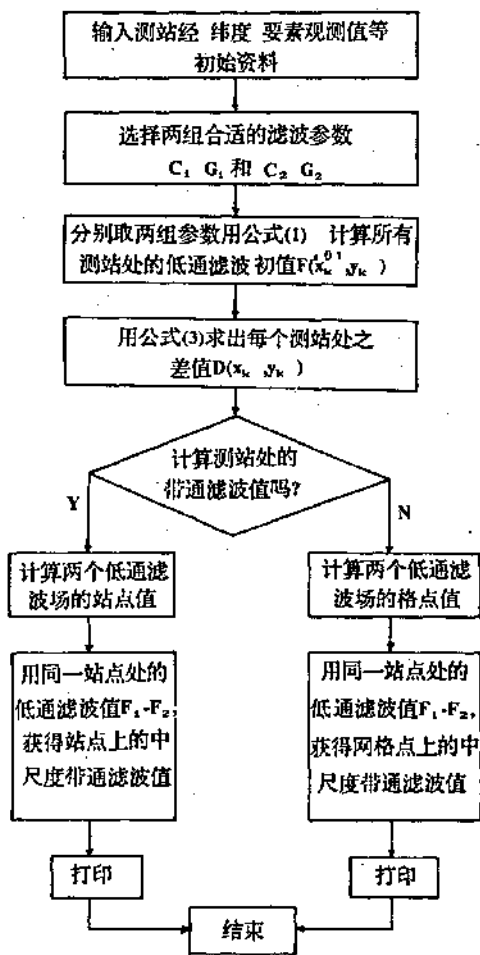 输入测站经 纬度 要素观测值等
初始资料
选择两组合适的滤波参数
C₁ G₁ 和 C₂ G₂
分别取两组参数用公式(1) 计算所有
测站处的低通滤波初值F(x_k^{0 1},y_k )
用公式(3)求出每个测站处之
差值D(x_k ,y_k )
计算测站处的
带通滤波值吗?
Y
N
计算两个低通滤
波场的站点值
用同一站点处的
低通滤波值F₁-F₂,
获得站点上的中
尺度带通滤波值
打印
计算两个低通滤
波场的格点值
用同一站点处的
低通滤波值F₁-F₂,
获得网格点上的中
尺度带通滤波值
打印
结束